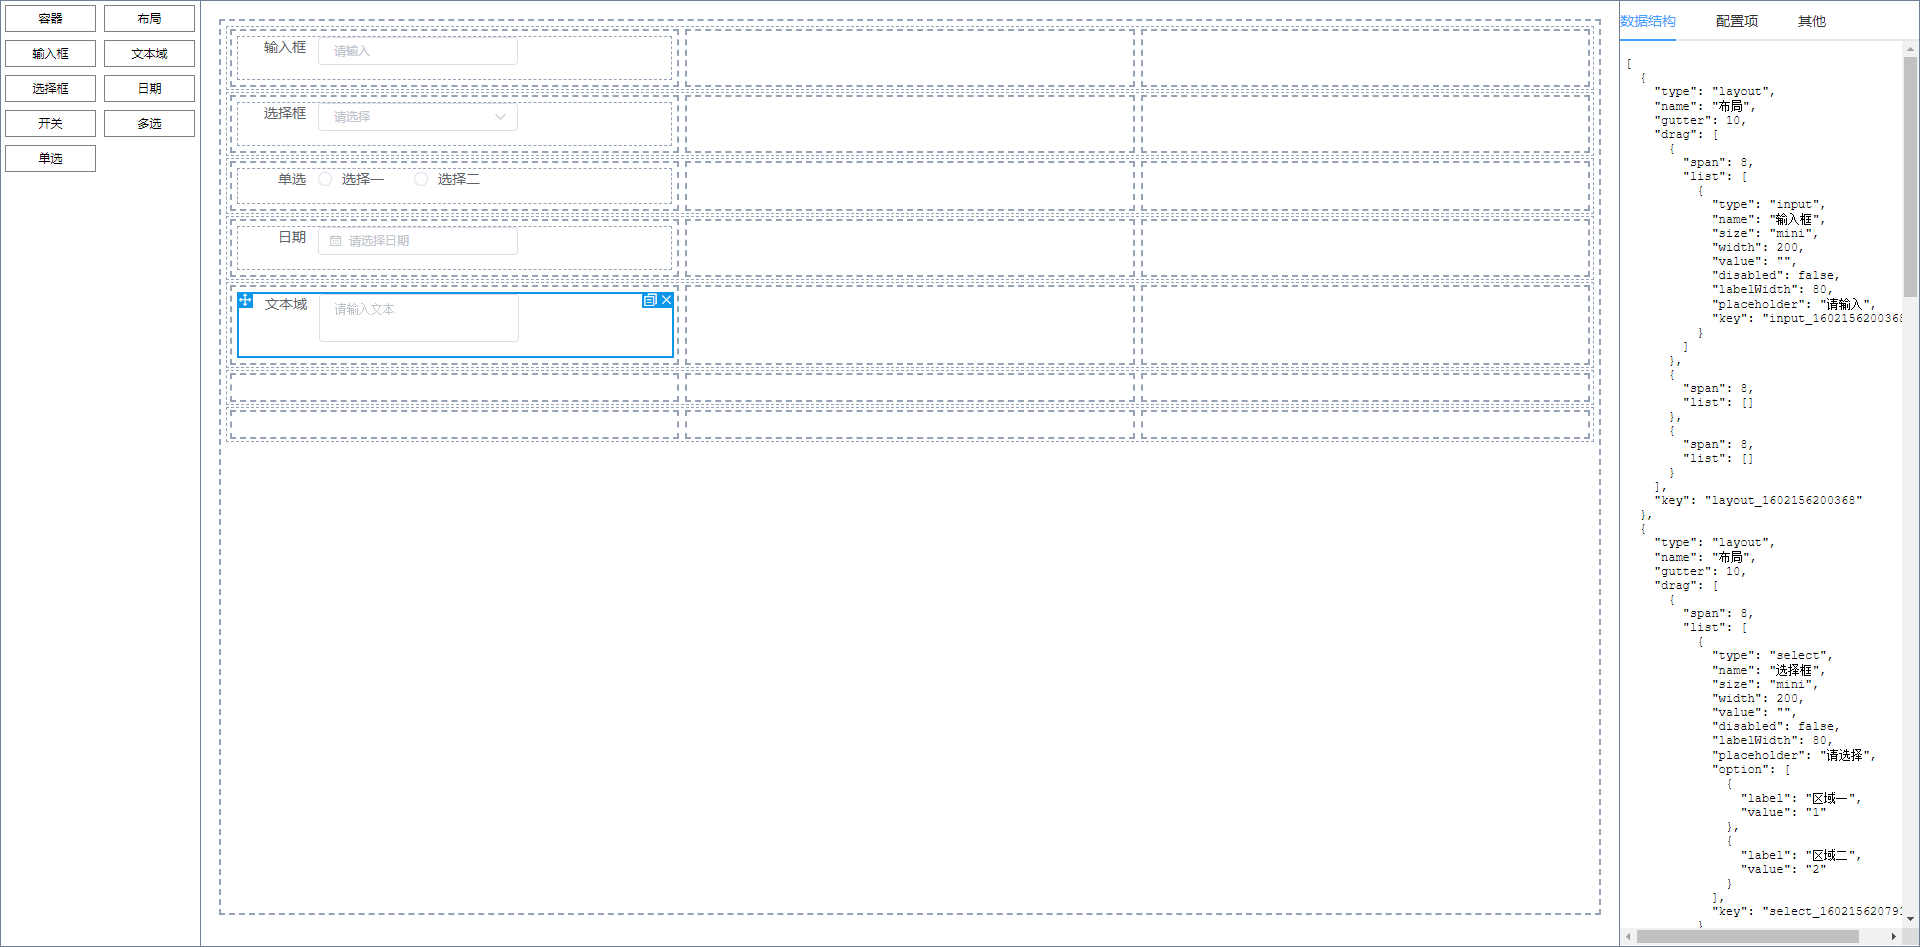 容器 布局
输入框 文本域
选择框 日期
开关 多选
单选
输入框 请输入
选择框 请选择
单选 选择一 选择二
日期 请选择日期
文本域 请输入文本
数据结构 配置项 其他
[
  {
    "type": "layout",
    "name": "布局",
    "gutter": 10,
    "drag": [
      {
        "span": 8,
        "list": [
          {
            "type": "input",
            "name": "输入框",
            "size": "mini",
            "width": 200,
            "value": "",
            "disabled": false,
            "labelWidth": 80,
            "placeholder": "请输入",
            "key": "input_1602156200368
          }
        ]
      },
      {
        "span": 8,
        "list": []
      },
      {
        "span": 8,
        "list": []
      }
    ],
    "key": "layout_1602156200368"
  },
  {
    "type": "layout",
    "name": "布局",
    "gutter": 10,
    "drag": [
      {
        "span": 8,
        "list": [
          {
            "type": "select",
            "name": "选择框",
            "size": "mini",
            "width": 200,
            "value": "",
            "disabled": false,
            "labelWidth": 80,
            "placeholder": "请选择",
            "option": [
              {
                "label": "区域一",
                "value": "1"
              },
              {
                "label": "区域二",
                "value": "2"
              }
            ],
            "key": "select_160215620791
          }